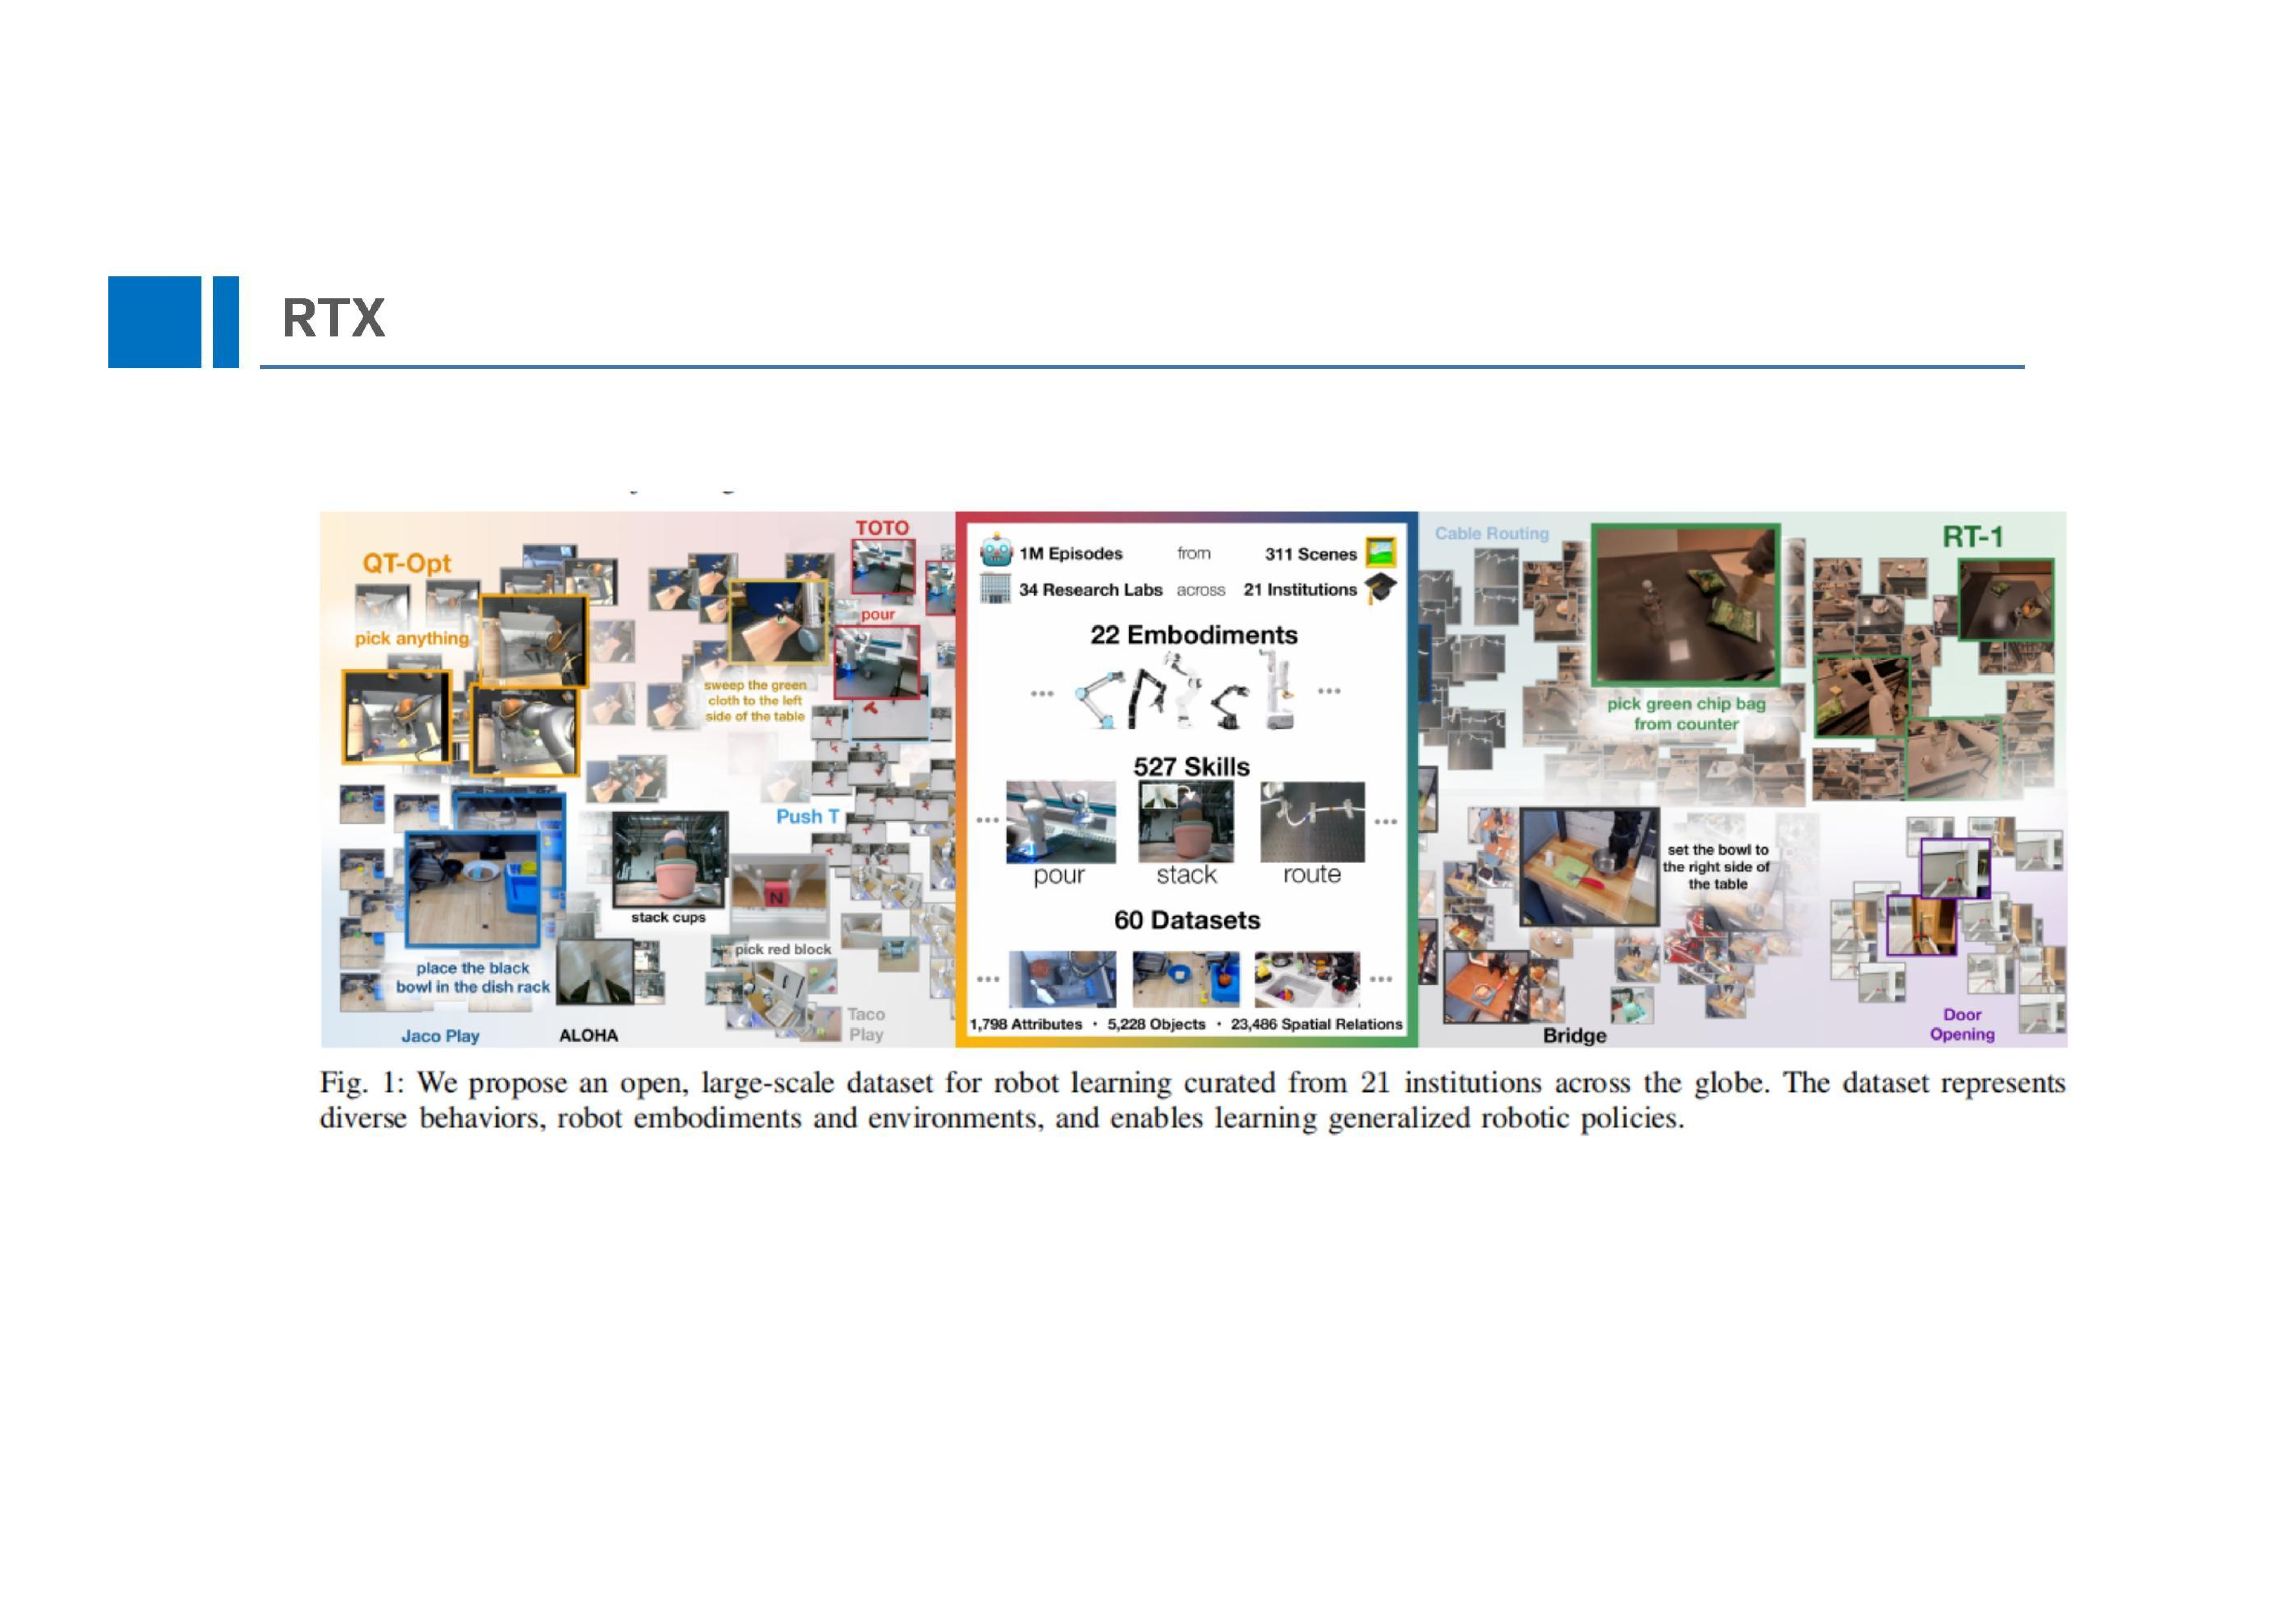 RTX
QT-Opt
pick anything
TOTO
pour
sweep the green
cloth to the left
side of the table
Push T
stack cups
N
pick red block
place the black
bowl in the dish rack
Jaco Play
ALOHA
Taco
Play
1M Episodes from 311 Scenes
34 Research Labs across 21 Institutions
22 Embodiments
... ...
527 Skills
... ...
pour stack route
60 Datasets
... ...
1,798 Attributes • 5,228 Objects • 23,486 Spatial Relations
Cable Routing
RT-1
pick green chip bag
from counter
set the bowl to
the right side of
the table
Bridge
Door
Opening
Fig. 1: We propose an open, large-scale dataset for robot learning curated from 21 institutions across the globe. The dataset represents
diverse behaviors, robot embodiments and environments, and enables learning generalized robotic policies.